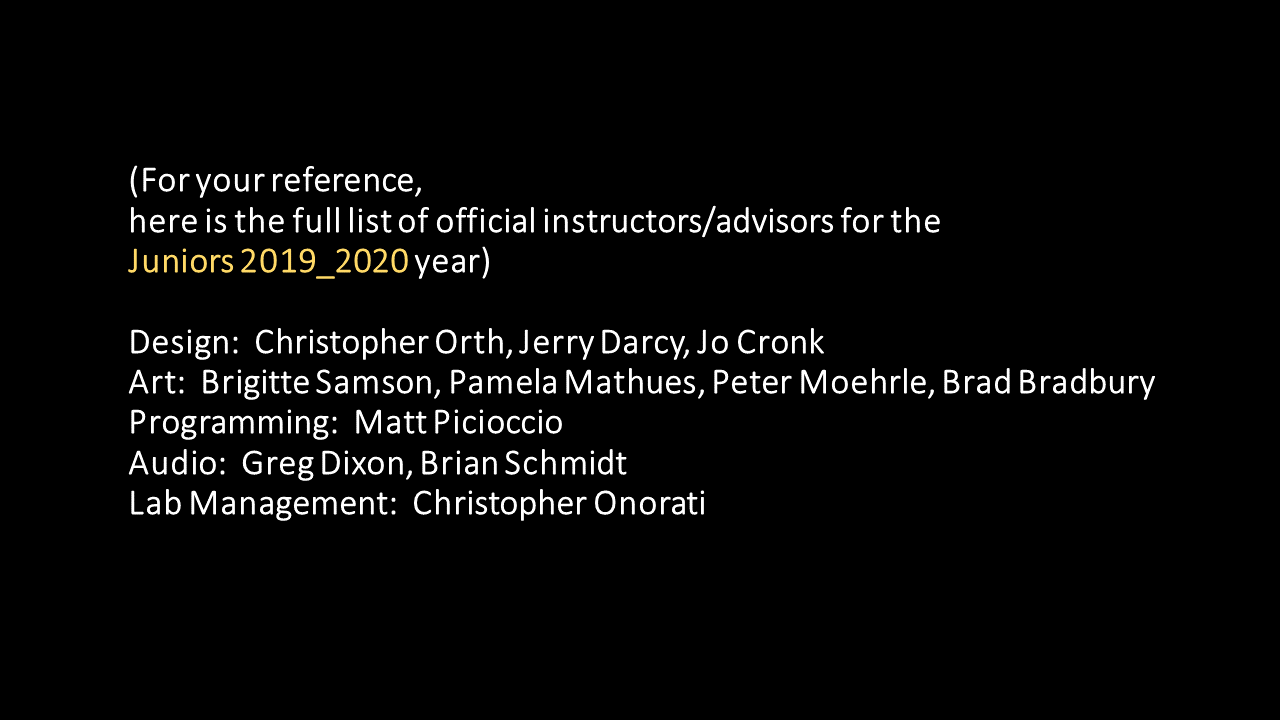 (For your reference,
here is the full list of official instructors/advisors for the
Juniors 2019_2020 year)
Design:  Christopher Orth, Jerry Darcy, Jo Cronk
Art:  Brigitte Samson, Pamela Mathues, Peter Moehrle, Brad Bradbury
Programming:  Matt Picioccio
Audio:  Greg Dixon, Brian Schmidt
Lab Management:  Christopher Onorati